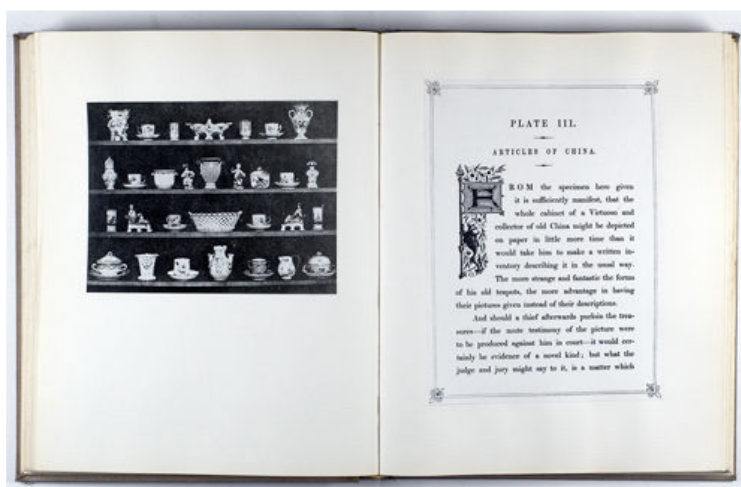 PLATE III.
ARTICLES OF CHINA.
FROM the specimen here given
it is sufficiently manifest, that the
whole cabinet of a Virtuoso and
collector of old China might be depicted
on paper in little more time than it
would take him to make a written in-
ventory describing it in the usual way.
The more strange and fantastic the forms
of his old teapots, the more advantage in having
their pictures given instead of their descriptions.
And should a thief afterwards purloin the trea-
sures—if the mute testimony of the picture were
to be produced against him in court—it would cer-
tainly be evidence of a novel kind; but what the
judge and jury might say to it, is a matter which